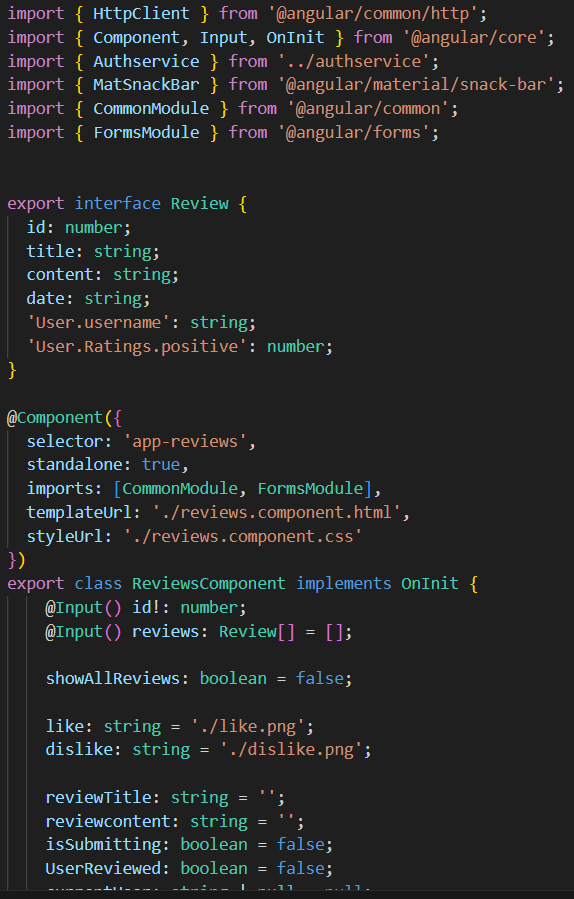 import { HttpClient } from '@angular/common/http';
import { Component, Input, OnInit } from '@angular/core';
import { Authservice } from '../authservice';
import { MatSnackBar } from '@angular/material/snack-bar';
import { CommonModule } from '@angular/common';
import { FormsModule } from '@angular/forms';
export interface Review {
id: number;
title: string;
content: string;
date: string;
'User.username': string;
'User.Ratings.positive': number;
}
@Component({
selector: 'app-reviews',
standalone: true,
imports: [CommonModule, FormsModule],
templateUrl: './reviews.component.html',
styleUrl: './reviews.component.css'
})
export class ReviewsComponent implements OnInit {
@Input() id!: number;
@Input() reviews: Review[] = [];
showAllReviews: boolean = false;
like: string = './like.png';
dislike: string = './dislike.png';
reviewTitle: string = '';
reviewcontent: string = '';
isSubmitting: boolean = false;
UserReviewed: boolean = false;